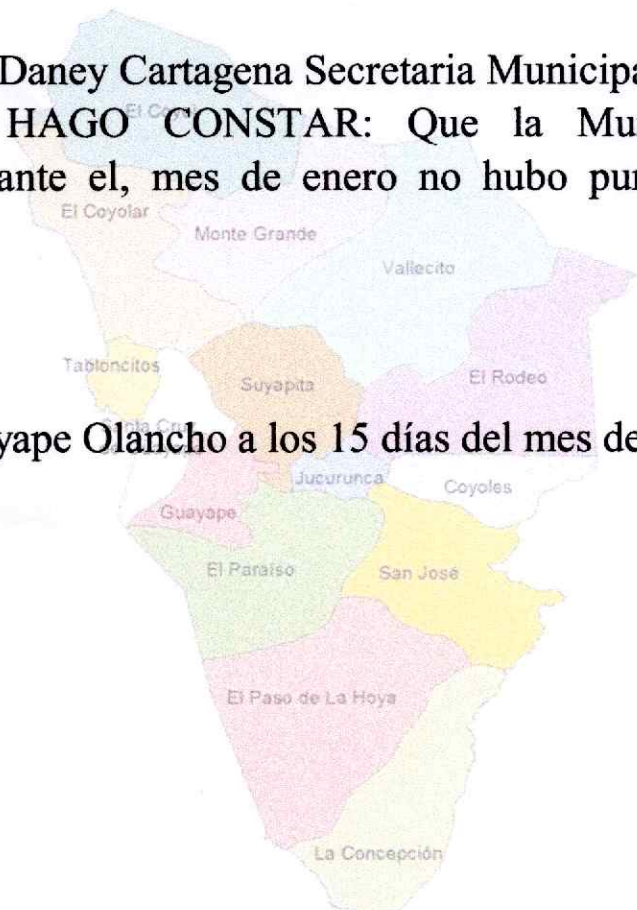 Daney Cartagena Secretaria Municipa
HAGO CONSTAR: Que la Mu
ante el, mes de enero no hubo pu
yape Olancho a los 15 días del mes de
El Coyolar
Monte Grande
Vallecito
Tabloncitos
Suyapita
El Rodeo
Jucurunca
Coyoles
Guayape
El Paraíso
San José
El Paso de La Hoya
La Concepción